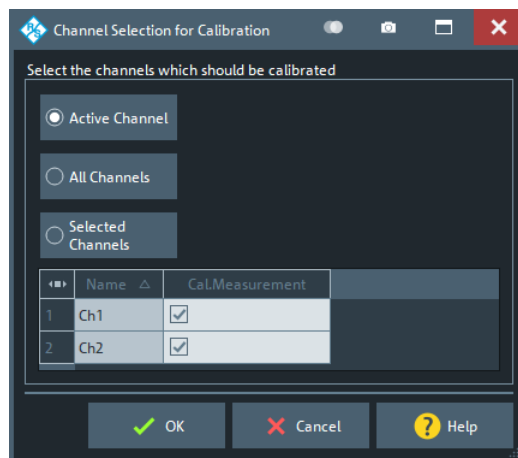 Channel Selection for Calibration
Select the channels which should be calibrated
Active Channel
All Channels
Selected
Channels
Name Cal.Measurement
1 Ch1
2 Ch2
OK Cancel ? Help